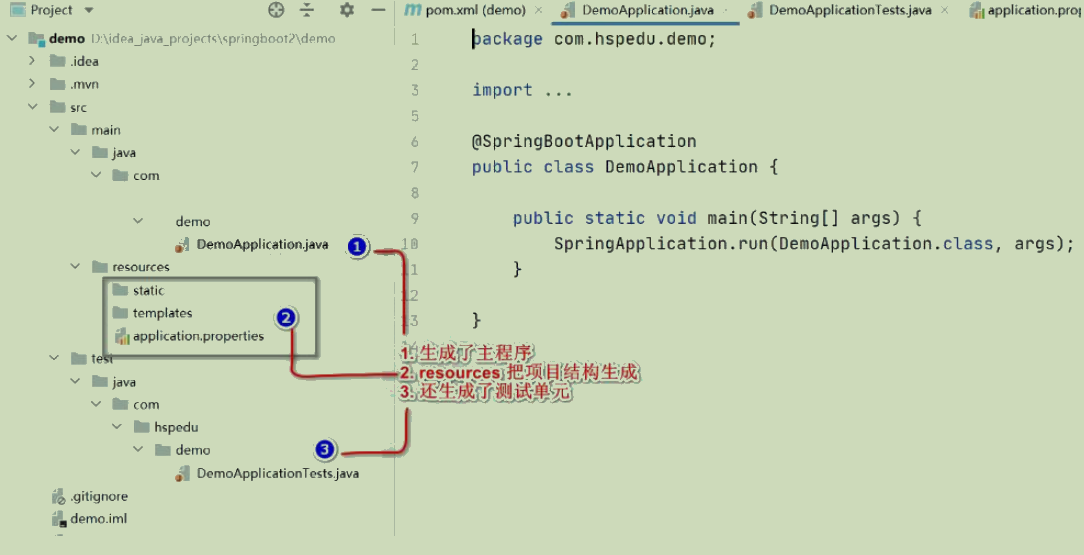 Project
pom.xml (demo)
DemoApplication.java
DemoApplicationTests.java
application.pro
demo D:\idea_java_projects\springboot2\demo
.idea
.mvn
src
main
java
com
demo
DemoApplication.java
1
resources
static
templates
2
application.properties
test
java
com
hspedu
demo
3
DemoApplicationTests.java
.gitignore
demo.iml
1 package com.hspedu.demo;
2
3 import ...
5
6 @SpringBootApplication
7 public class DemoApplication {
8
9 public static void main(String[] args) {
10 SpringApplication.run(DemoApplication.class, args);
11 }
12
13 }
1. 生成了主程序
2. resources 把项目结构生成
3. 还生成了测试单元